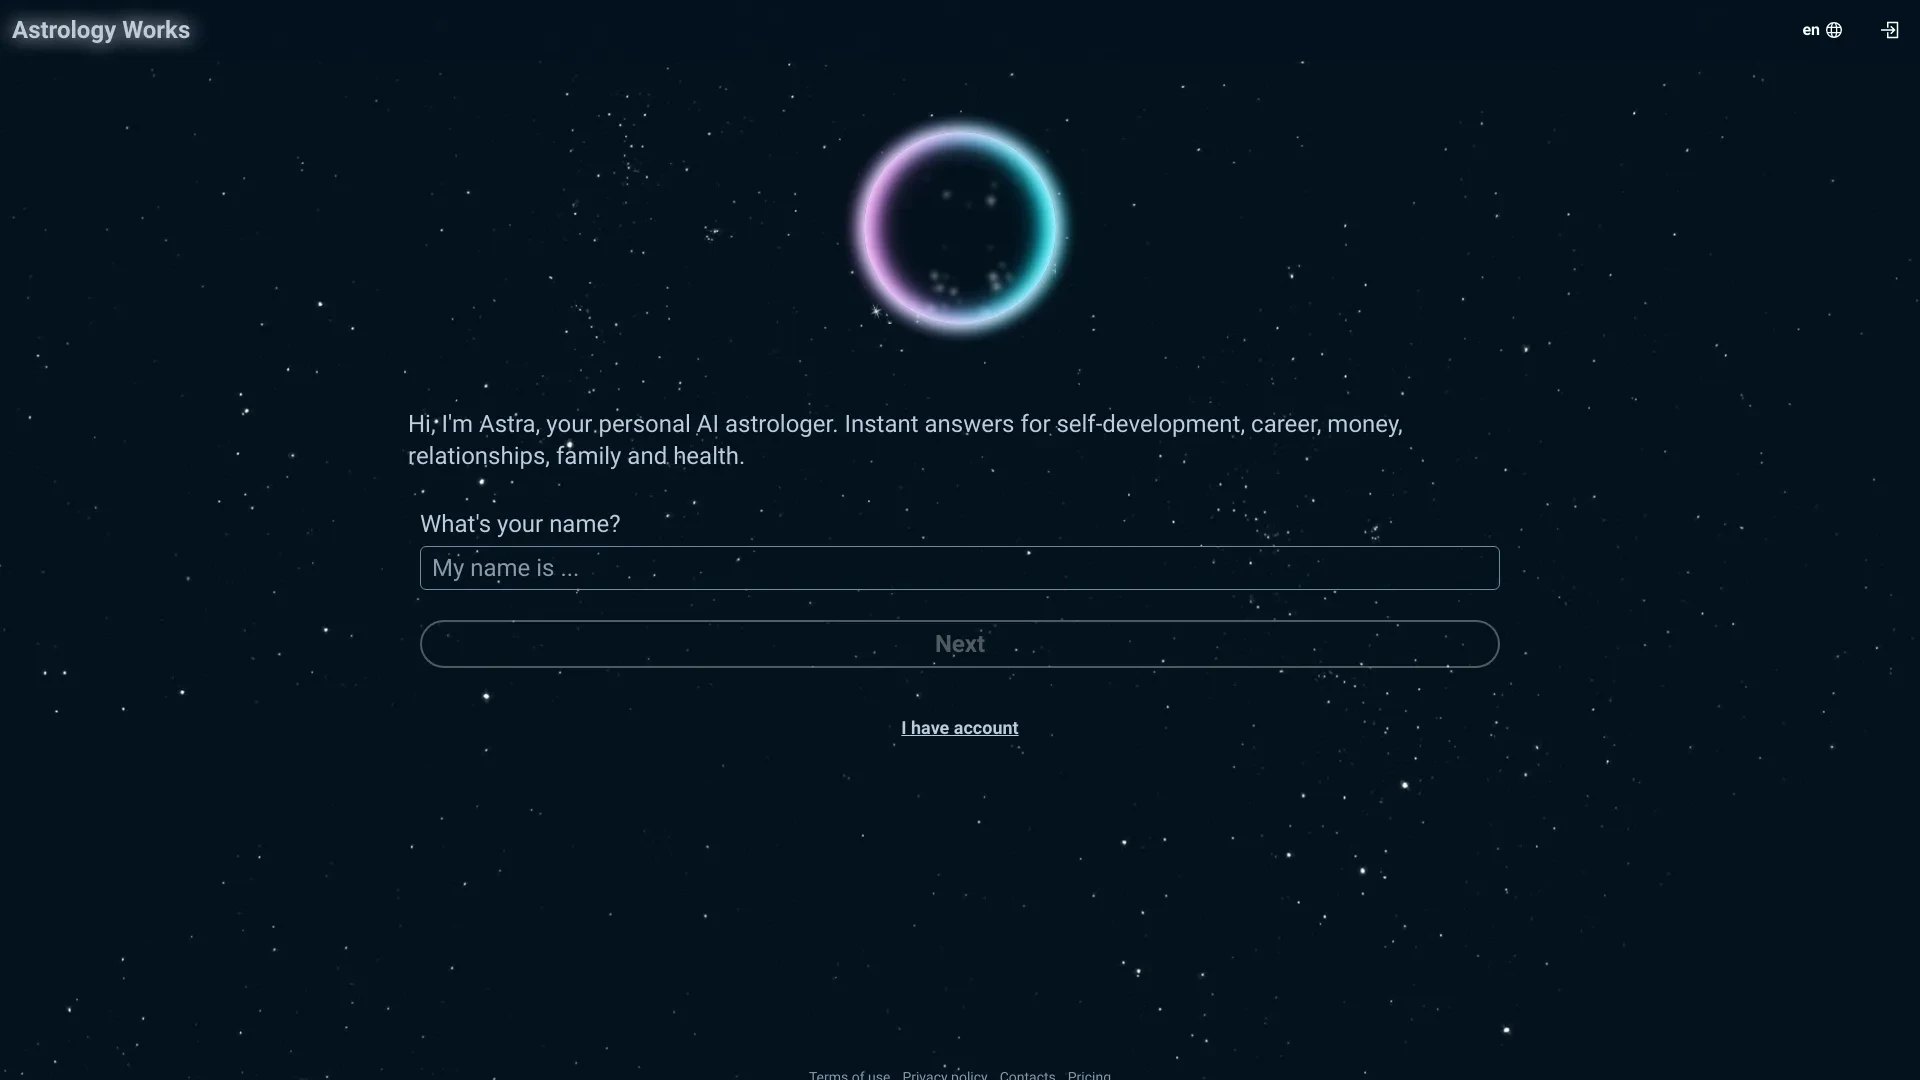 Astrology Works
en
Hi, I'm Astra, your personal AI astrologer. Instant answers for self-development, career, money,
relationships, family and health.
What's your name?
My name is ...
Next
I have account
Terms of use Privacy policy Contacts Pricing